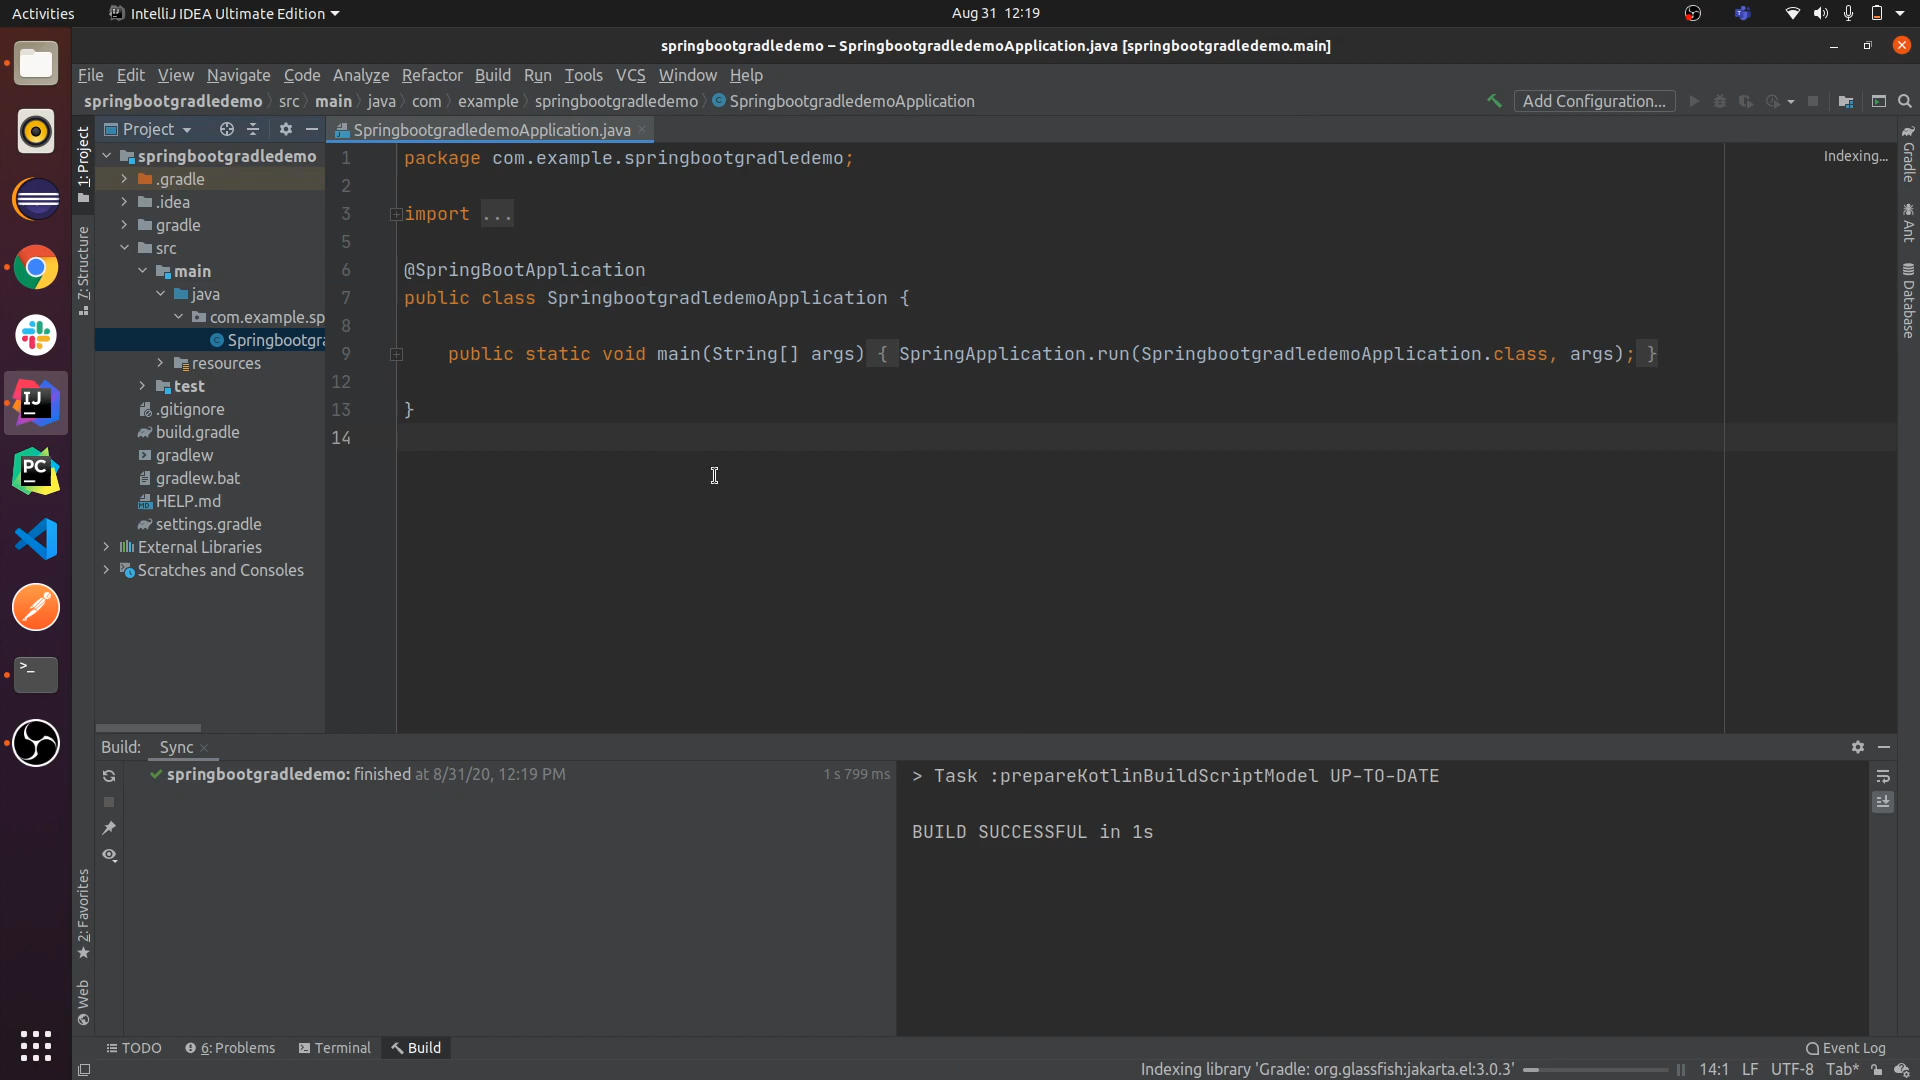 Activities IntelliJ IDEA Ultimate Edition Aug 31 12:19
springbootgradledemo – SpringbootgradledemoApplication.java [springbootgradledemo.main]
File Edit View Navigate Code Analyze Refactor Build Run Tools VCS Window Help
springbootgradledemo src main java com example springbootgradledemo SpringbootgradledemoApplication Add Configuration...
Project SpringbootgradledemoApplication.java
1: Project
7: Structure
2: Favorites
Web
springbootgradledemo
.gradle
.idea
gradle
src
main
java
com.example.sp
Springbootgra
resources
test
.gitignore
build.gradle
gradlew
gradlew.bat
HELP.md
settings.gradle
External Libraries
Scratches and Consoles
1 package com.example.springbootgradledemo;
2
3 import ...
5
6 @SpringBootApplication
7 public class SpringbootgradledemoApplication {
8
9 public static void main(String[] args) { SpringApplication.run(SpringbootgradledemoApplication.class, args); }
12
13 }
14
Indexing...
Gradle
Ant
Database
IJ
PC
>_
Build: Sync
springbootgradledemo: finished at 8/31/20, 12:19 PM 1 s 799 ms
> Task :prepareKotlinBuildScriptModel UP-TO-DATE
BUILD SUCCESSFUL in 1s
TODO 6: Problems Terminal Build Event Log
Indexing library 'Gradle: org.glassfish:jakarta.el:3.0.3' 14:1 LF UTF-8 Tab*